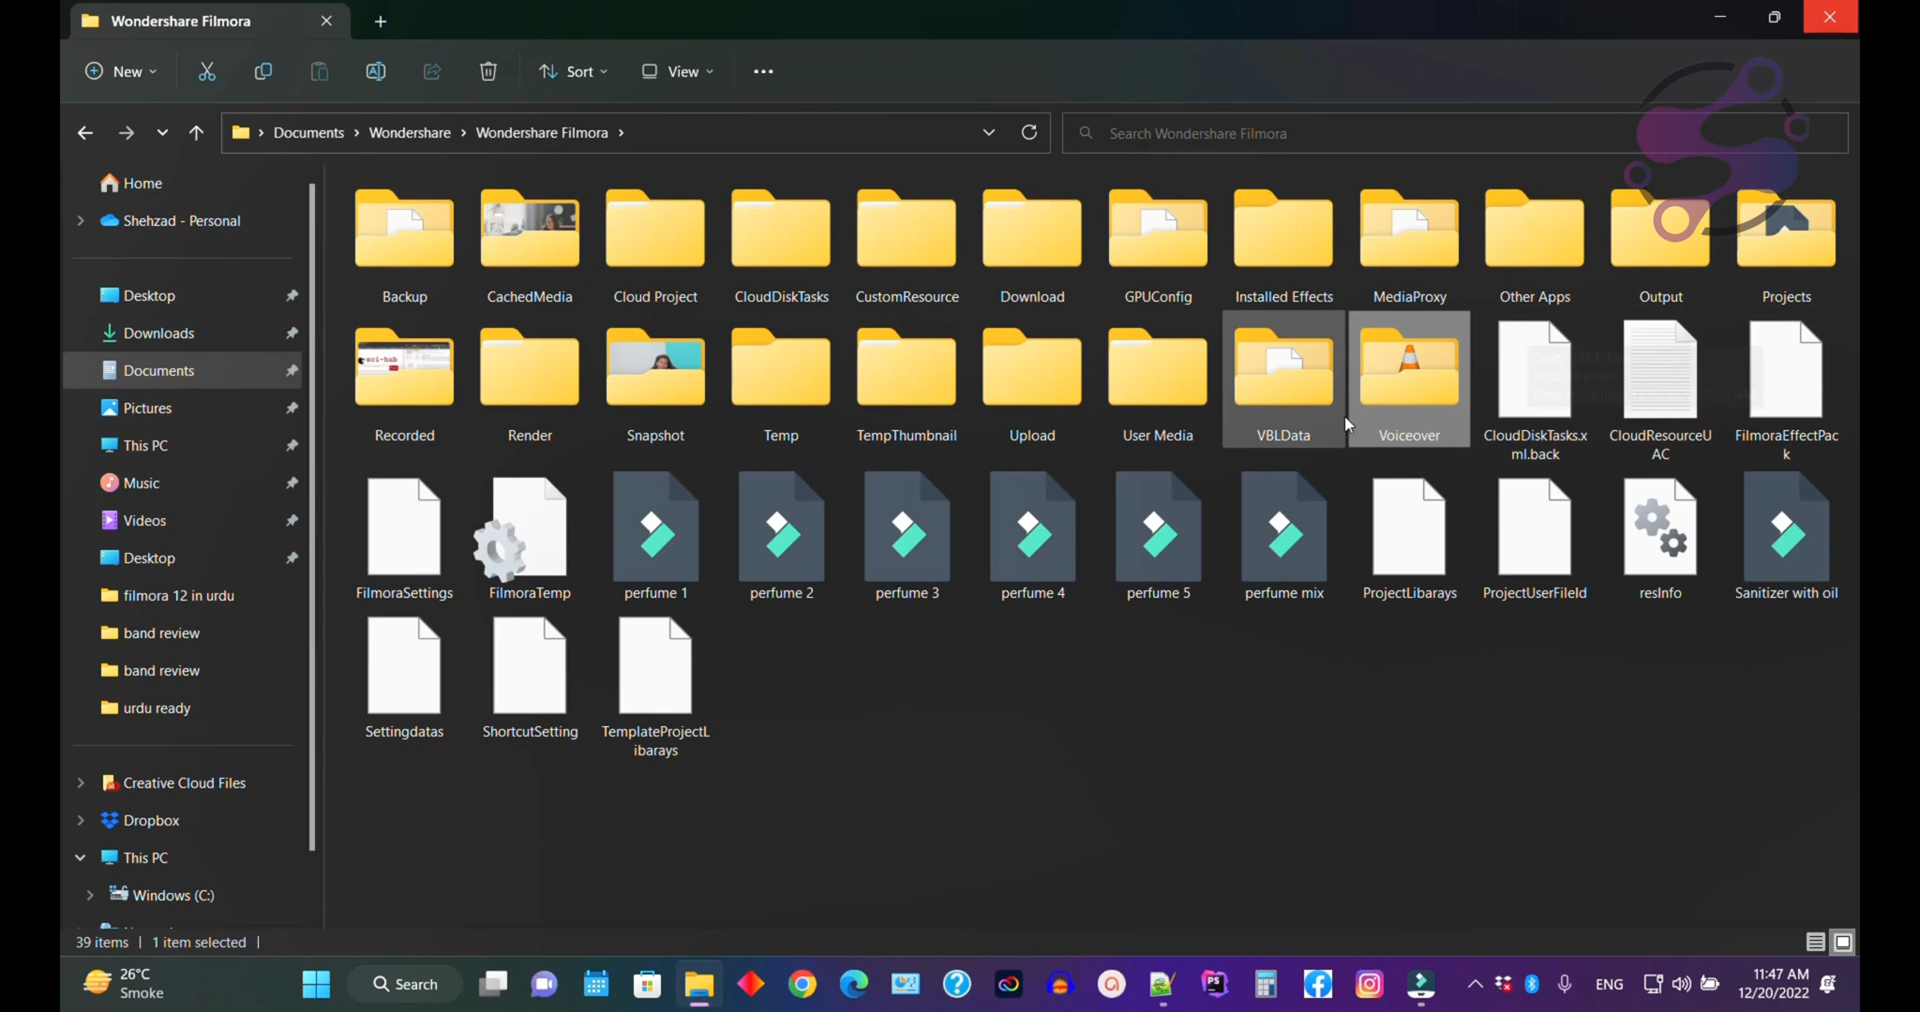 Wondershare Filmora
New
Sort
View
Documents > Wondershare > Wondershare Filmora >
Search Wondershare Filmora
Home
Shehzad - Personal
Desktop
Downloads
Documents
Pictures
This PC
Music
Videos
Desktop
filmora 12 in urdu
band review
band review
urdu ready
Creative Cloud Files
Dropbox
This PC
Windows (C:)
Backup
CachedMedia
Cloud Project
CloudDiskTasks
CustomResource
Download
GPUConfig
Installed Effects
MediaProxy
Other Apps
Output
Projects
sci-hub
Recorded
Render
Snapshot
Temp
TempThumbnail
Upload
User Media
VBLData
Voiceover
CloudDiskTasks.x
ml.back
CloudResourceU
AC
FilmoraEffectPac
k
FilmoraSettings
FilmoraTemp
perfume 1
perfume 2
perfume 3
perfume 4
perfume 5
perfume mix
ProjectLibarays
ProjectUserFileId
resInfo
Sanitizer with oil
Settingdatas
ShortcutSetting
TemplateProjectL
ibarays
39 items | 1 item selected |
26°C
Smoke
Search
PS
ENG
11:47 AM
12/20/2022